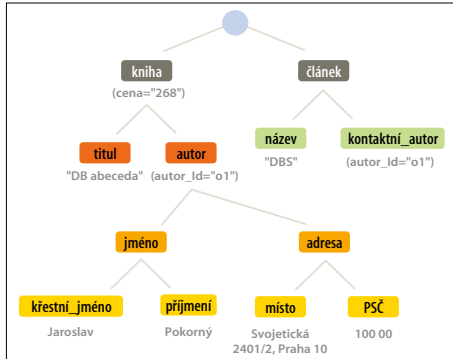 kniha
článek
(cena="268")
titul
autor
název
kontaktní_autor
"DB abeceda"
(autor_Id="o1")
"DBS"
(autor_Id="o1")
jméno
adresa
křestní_jméno
příjmení
místo
PSČ
Jaroslav
Pokorný
Svojetická
2401/2, Praha 10
100 00